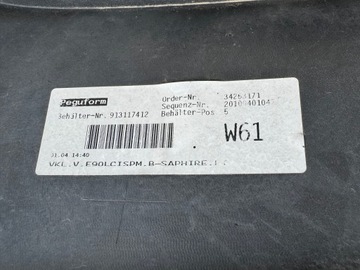 Peguform
Order-Nr. 34263171
Sequenz-Nr. 2010 40104
Behälter-Nr. 913117412 Behälter-Pos 5
W61
31.04.14:40
VKL.V.E90LCISPM.B-SAPHIRE.